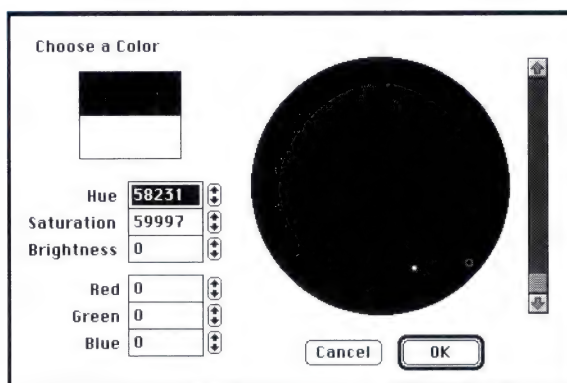 Choose a Color
Hue 58231
Saturation 59997
Brightness 0
Red 0
Green 0
Blue 0
Cancel OK